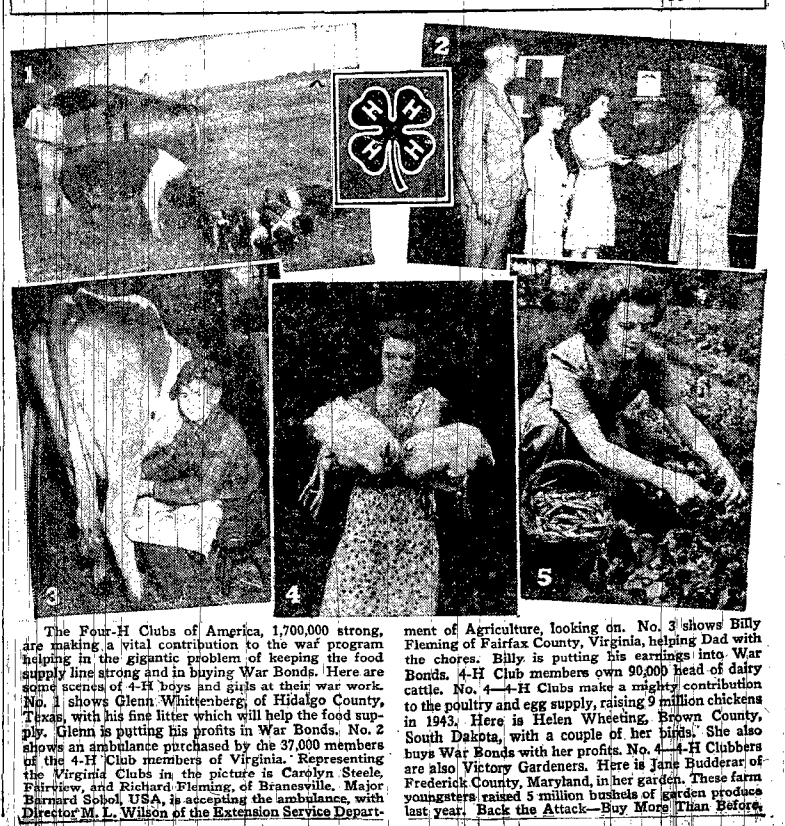 1
2
H H
H H
3
4
5
The Four-H Clubs of America, 1,700,000 strong,
are making a vital contribution to the war program
helping in the gigantic problem of keeping the food
supply line strong and in buying War Bonds. Here are
some scenes of 4-H boys and girls at their war work.
No. 1 shows Glenn Whittenberg, of Hidalgo County,
Texas, with his fine litter which will help the food sup-
ply. Glenn is putting his profits in War Bonds. No. 2
shows an ambulance purchased by the 37,000 members
of the 4-H Club members of Virginia. Representing
the Virginia Clubs in the picture is Carolyn Steele,
Fairview, and Richard Fleming, of Branesville. Major
Barnard Sobol, USA, is accepting the ambulance, with
Director M. L. Wilson of the Extension Service Depart-
ment of Agriculture, looking on. No. 3 shows Billy
Fleming of Fairfax County, Virginia, helping Dad with
the chores. Billy is putting his earnings into War
Bonds. 4-H Club members own 90,000 head of dairy
cattle. No. 4—4-H Clubs make a mighty contribution
to the poultry and egg supply, raising 9 million chickens
in 1943. Here is Helen Wheeting, Brown County,
South Dakota, with a couple of her birds. She also
buys War Bonds with her profits. No. 4—4-H Clubbers
are also Victory Gardeners. Here is Jane Budderar of
Frederick County, Maryland, in her garden. These farm
youngsters raised 5 million bushels of garden produce
last year. Back the Attack—Buy More Than Before.